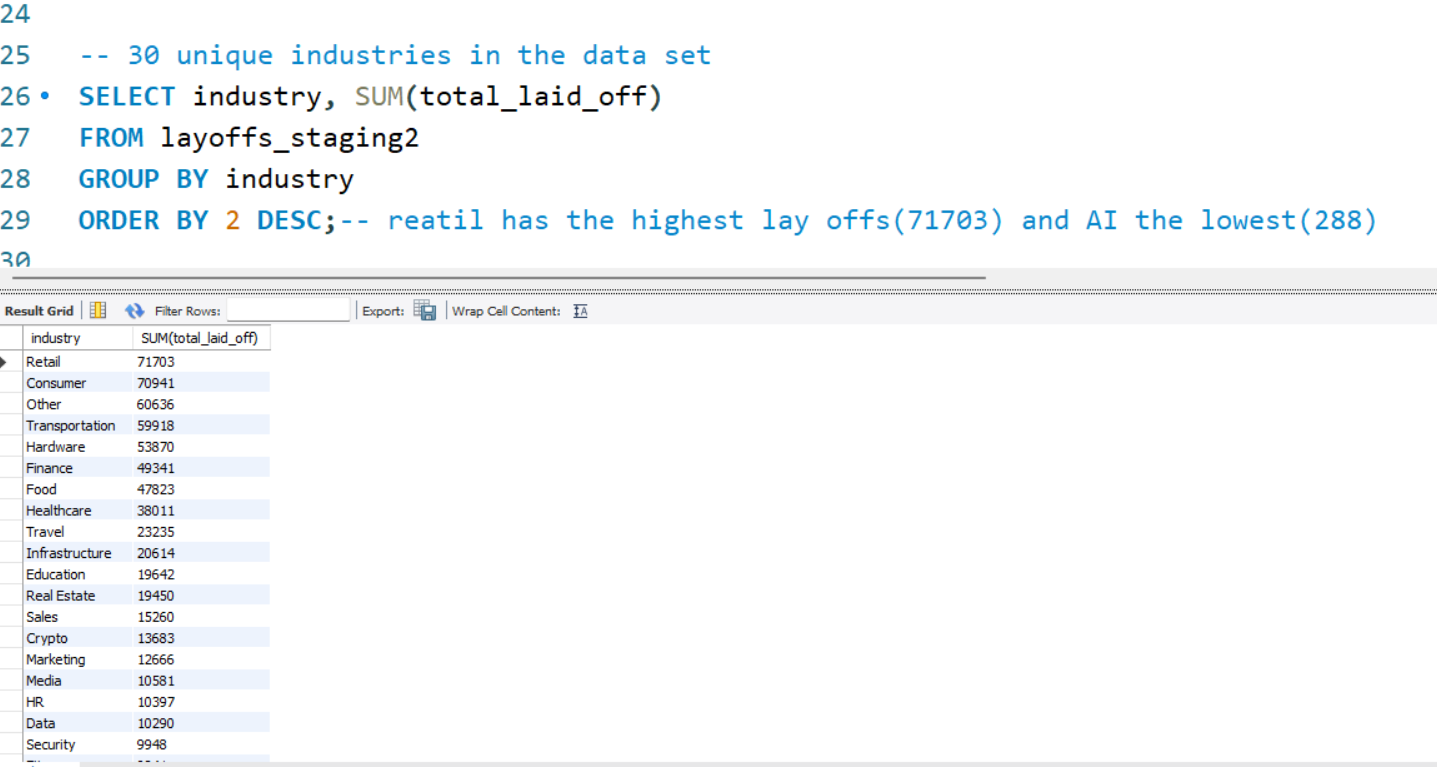 24
25 -- 30 unique industries in the data set
26 SELECT industry, SUM(total_laid_off)
27 FROM layoffs_staging2
28 GROUP BY industry
29 ORDER BY 2 DESC;-- reatil has the highest lay offs(71703) and AI the lowest(288)
30
Result Grid Filter Rows: Export: Wrap Cell Content: IA
industry SUM(total_laid_off)
Retail 71703
Consumer 70941
Other 60636
Transportation 59918
Hardware 53870
Finance 49341
Food 47823
Healthcare 38011
Travel 23235
Infrastructure 20614
Education 19642
Real Estate 19450
Sales 15260
Crypto 13683
Marketing 12666
Media 10581
HR 10397
Data 10290
Security 9948